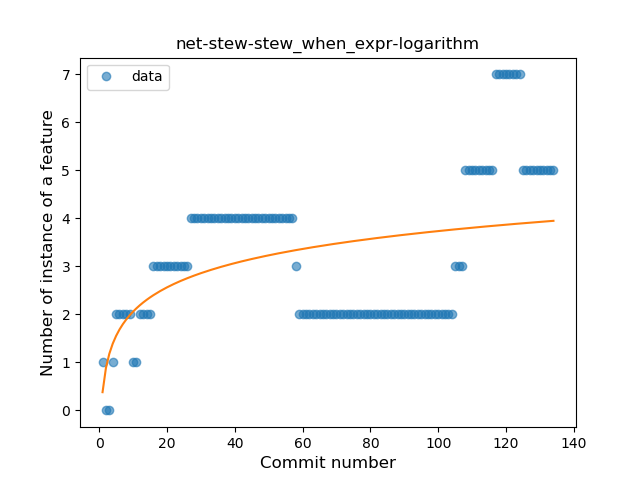 net-stew-stew_when_expr-logarithm
data
Number of instance of a feature
7
6
5
4
3
2
1
0
0 20 40 60 80 100 120 140
Commit number